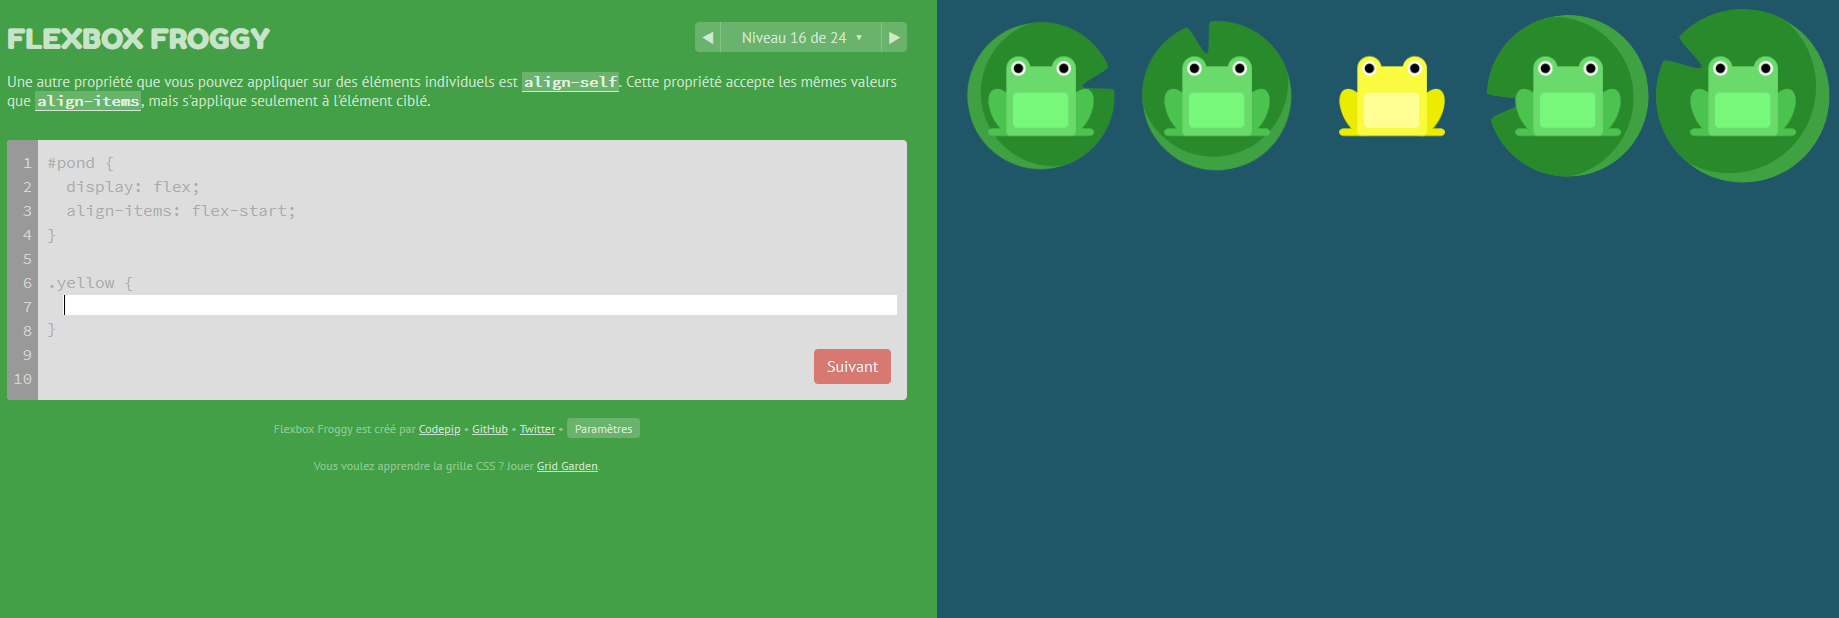 FLEXBOX FROGGY
◀ Niveau 16 de 24 ▾ ▶
Une autre propriété que vous pouvez appliquer sur des éléments individuels est align-self. Cette propriété accepte les mêmes valeurs
que align-items, mais s'applique seulement à l'élément ciblé.
1 #pond {
2 display: flex;
3 align-items: flex-start;
4 }
5
6 .yellow {
7
8 }
9
10
Suivant
Flexbox Froggy est créé par Codepip • GitHub • Twitter • Paramètres
Vous voulez apprendre la grille CSS ? Jouer Grid Garden.